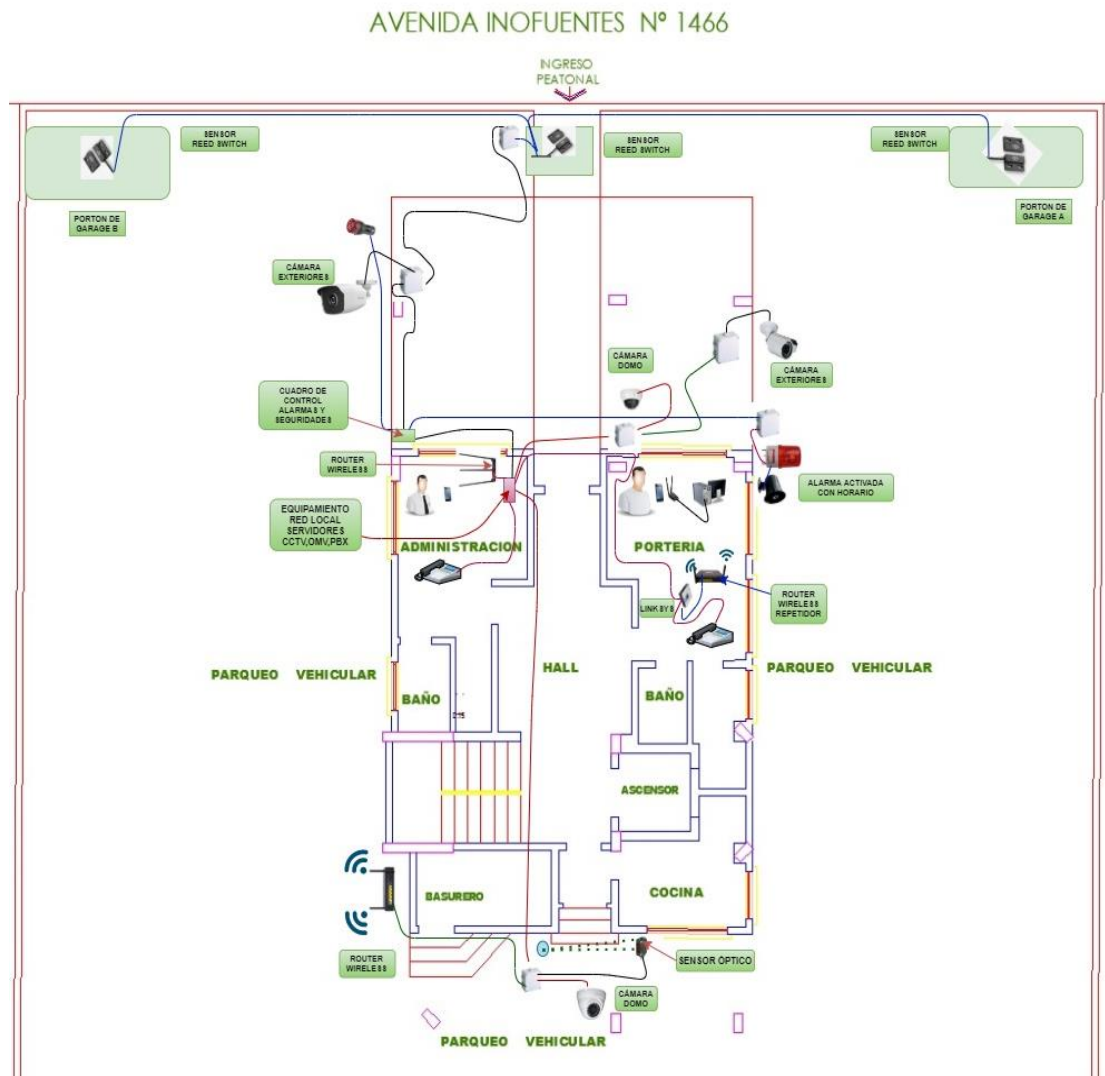 AVENIDA INOFUENTES Nº 1466
INGRESO
PEATONAL
SENSOR
REED SWITCH
SENSOR
REED SWITCH
SENSOR
REED SWITCH
PORTON DE
GARAGE B
PORTON DE
GARAGE A
CÁMARA
EXTERIORES
CÁMARA
DOMO
CÁMARA
EXTERIORES
CUADRO DE
CONTROL
ALARMAS Y
SEGURIDADES
ROUTER
WIRELESS
ALARMA ACTIVADA
CON HORARIO
EQUIPAMIENTO
RED LOCAL
SERVIDORES
CCTV,OMV,PBX
ADMINISTRACION
PORTERIA
LINKSYS
ROUTER
WIRELESS
REPETIDOR
PARQUEO VEHICULAR
HALL
PARQUEO VEHICULAR
BAÑO
BAÑO
ASCENSOR
BASURERO
COCINA
ROUTER
WIRELESS
SENSOR ÓPTICO
CÁMARA
DOMO
PARQUEO VEHICULAR